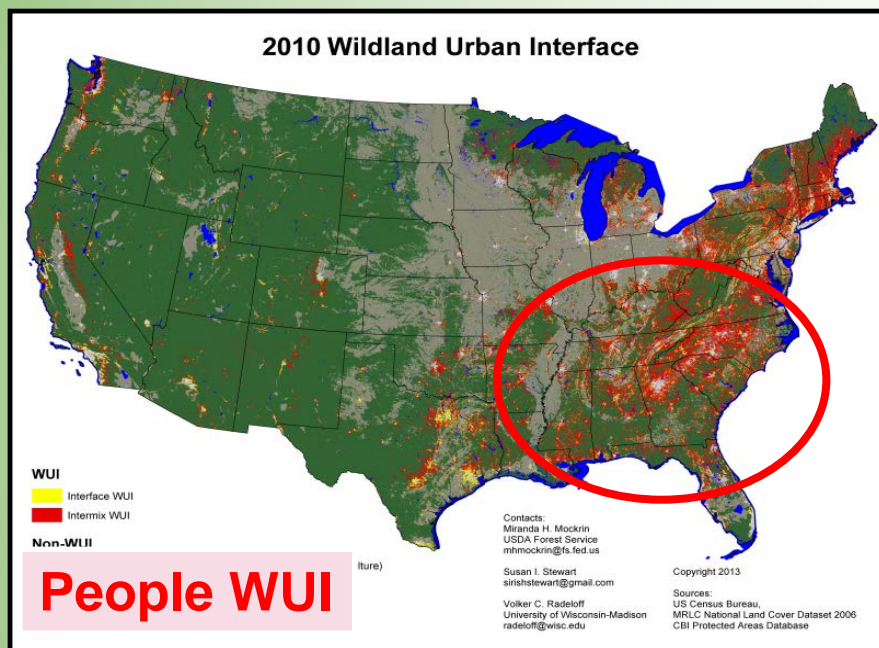 2010 Wildland Urban Interface
WUI
Interface WUI
Intermix WUI
Non-WUI
lture)
People WUI
Contacts:
Miranda H. Mockrin
USDA Forest Service
mhmockrin@fs.fed.us
Susan I. Stewart
sirishstewart@gmail.com
Volker C. Radeloff
University of Wisconsin-Madison
radeloff@wisc.edu
Copyright 2013
Sources:
US Census Bureau,
MRLC National Land Cover Dataset 2006
CBI Protected Areas Database